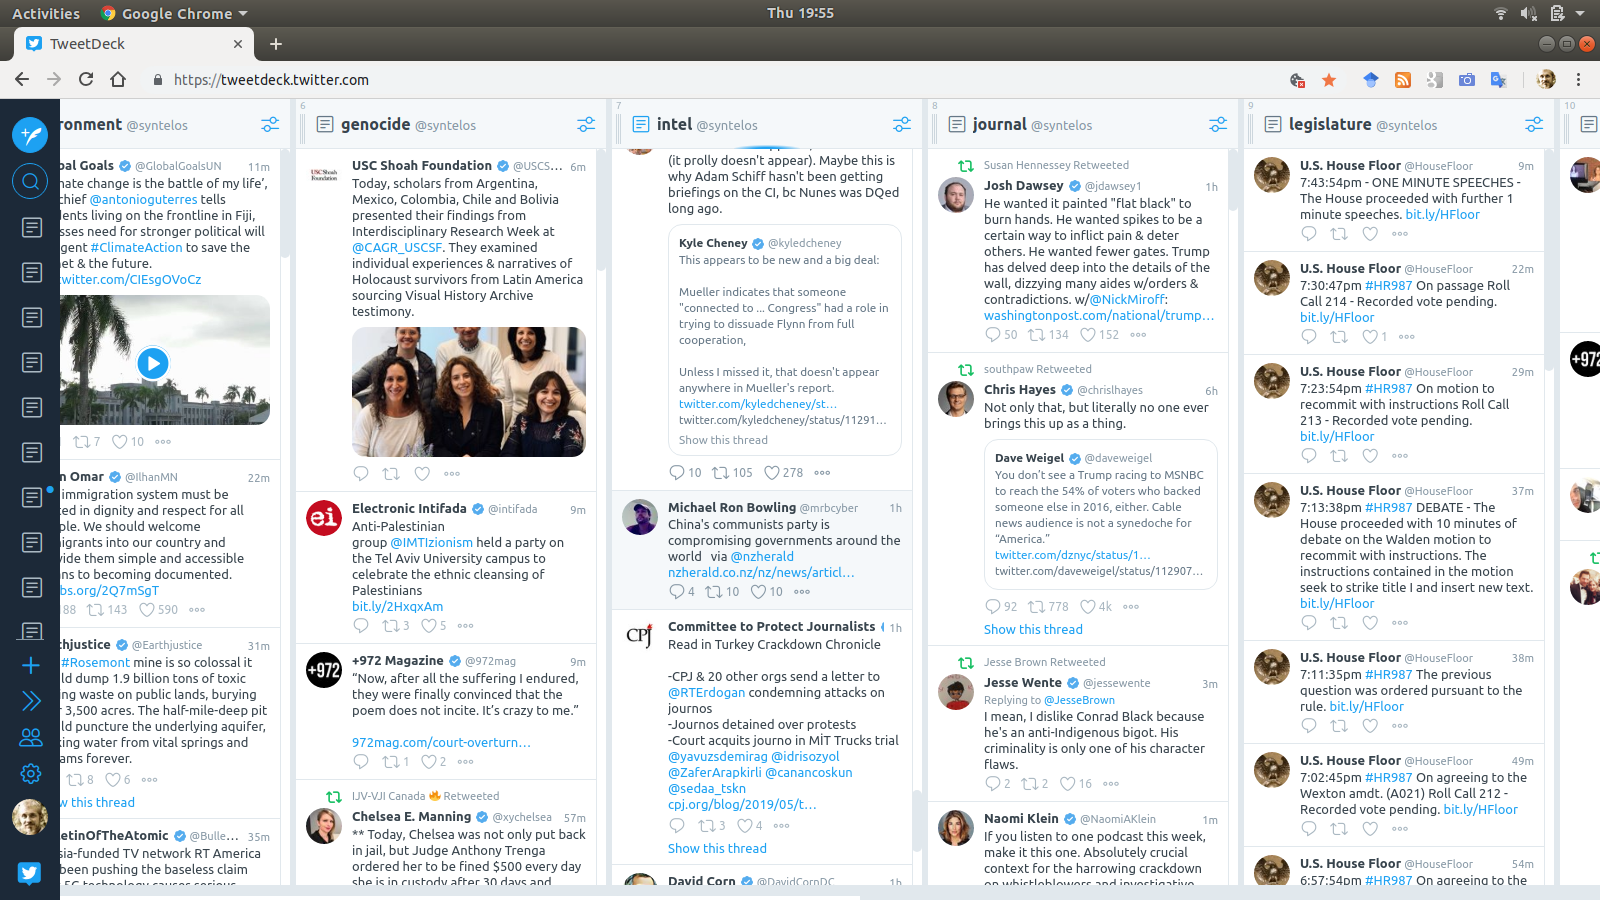 Activities
Google Chrome
Thu 19:55
TweetDeck
https://tweetdeck.twitter.com
ronment @syntelos
bal Goals @GlobalGoalsUN 11m
mate change is the battle of my life',
chief @antonioguterres tells
dents living on the frontline in Fiji,
sses need for stronger political will
gent #ClimateAction to save the
et & the future.
twitter.com/CIEsgOVoCz
7 10
n Omar @IlhanMN 22m
immigration system must be
ted in dignity and respect for all
ple. We should welcome
igrants into our country and
vide them simple and accessible
ns to becoming documented.
bs.org/2Q7mSgT
88 143 590
hjustice @Earthjustice 31m
#Rosemont mine is so colossal it
ld dump 1.9 billion tons of toxic
ing waste on public lands, burying
3,500 acres. The half-mile-deep pit
ld puncture the underlying aquifer,
king water from vital springs and
ams forever.
8 6
w this thread
etinOfTheAtomic @Bulle... 35m
sia-funded TV network RT America
been pushing the baseless claim
6
genocide @syntelos
USC Shoah Foundation @USCS... 6m
USC Shoah
Foundation
Today, scholars from Argentina,
Mexico, Colombia, Chile and Bolivia
presented their findings from
Interdisciplinary Research Week at
@CAGR_USCSF. They examined
individual experiences & narratives of
Holocaust survivors from Latin America
sourcing Visual History Archive
testimony.
ei
Electronic Intifada @intifada 9m
Anti-Palestinian
group @IMTIzionism held a party on
the Tel Aviv University campus to
celebrate the ethnic cleansing of
Palestinians
bit.ly/2HxqxAm
3 5
+972
+972 Magazine @972mag 9m
“Now, after all the suffering I endured,
they were finally convinced that the
poem does not incite. It’s crazy to me.”
972mag.com/court-overturn…
1 2
IJV-VJI Canada Retweeted
Chelsea E. Manning @xychelsea 57m
** Today, Chelsea was not only put back
in jail, but Judge Anthony Trenga
ordered her to be fined $500 every day
she is in custody after 30 days and
7
intel @syntelos
(it prolly doesn't appear). Maybe this is
why Adam Schiff hasn't been getting
briefings on the CI, bc Nunes was DQed
long ago.
Kyle Cheney @kyledcheney
This appears to be new and a big deal:
Mueller indicates that someone
"connected to ... Congress" had a role in
trying to dissuade Flynn from full
cooperation,
Unless I missed it, that doesn't appear
anywhere in Mueller's report.
twitter.com/kyledcheney/st…
twitter.com/kyledcheney/status/11291…
Show this thread
10 105 278
Michael Ron Bowling @mrbcyber 1h
China's communists party is
compromising governments around the
world via @nzherald
nzherald.co.nz/nz/news/articl…
4 10 10
CPJ
Committee to Protect Journalists 1h
Read in Turkey Crackdown Chronicle
-CPJ & 20 other orgs send a letter to
@RTErdogan condemning attacks on
journos
-Journos detained over protests
-Court acquits journo in MİT Trucks trial
@yavuzsdemirag @idrisozyol
@ZaferArapkirli @canancoskun
@sedaa_tskn
cpj.org/blog/2019/05/t…
3 4
Show this thread
David Corn @DavidCornDC 1h
8
journal @syntelos
Susan Hennessey Retweeted
Josh Dawsey @jdawsey1 1h
He wanted it painted "flat black" to
burn hands. He wanted spikes to be a
certain way to inflict pain & deter
others. He wanted fewer gates. Trump
has delved deep into the details of the
wall, dizzying many aides w/orders &
contradictions. w/@NickMiroff:
washingtonpost.com/national/trump…
50 134 152
southpaw Retweeted
Chris Hayes @chrislhayes 6h
Not only that, but literally no one ever
brings this up as a thing.
Dave Weigel @daveweigel
You don't see a Trump racing to MSNBC
to reach the 54% of voters who backed
someone else in 2016, either. Cable
news audience is not a synedoche for
“America.”
twitter.com/dznyc/status/1…
twitter.com/daveweigel/status/112907…
92 778 4k
Show this thread
Jesse Brown Retweeted
Jesse Wente @jessewente 3m
Replying to @JesseBrown
I mean, I dislike Conrad Black because
he's an anti-Indigenous bigot. His
criminality is only one of his character
flaws.
2 2 16
Naomi Klein @NaomiAKlein 1m
If you listen to one podcast this week,
make it this one. Absolutely crucial
context for the harrowing crackdown
on whistleblowers and investigative
9
legislature @syntelos
U.S. House Floor @HouseFloor 9m
7:43:54pm - ONE MINUTE SPEECHES -
The House proceeded with further 1
minute speeches. bit.ly/HFloor
U.S. House Floor @HouseFloor 22m
7:30:47pm #HR987 On passage Roll
Call 214 - Recorded vote pending.
bit.ly/HFloor
1
U.S. House Floor @HouseFloor 29m
7:23:54pm #HR987 On motion to
recommit with instructions Roll Call
213 - Recorded vote pending.
bit.ly/HFloor
U.S. House Floor @HouseFloor 37m
7:13:38pm #HR987 DEBATE - The
House proceeded with 10 minutes of
debate on the Walden motion to
recommit with instructions. The
instructions contained in the motion
seek to strike title I and insert new text.
bit.ly/HFloor
U.S. House Floor @HouseFloor 38m
7:11:35pm #HR987 The previous
question was ordered pursuant to the
rule. bit.ly/HFloor
U.S. House Floor @HouseFloor 49m
7:02:45pm #HR987 On agreeing to the
Wexton amdt. (A021) Roll Call 212 -
Recorded vote pending. bit.ly/HFloor
U.S. House Floor @HouseFloor 54m
6:57:54pm #HR987 On agreeing to the
10
+972